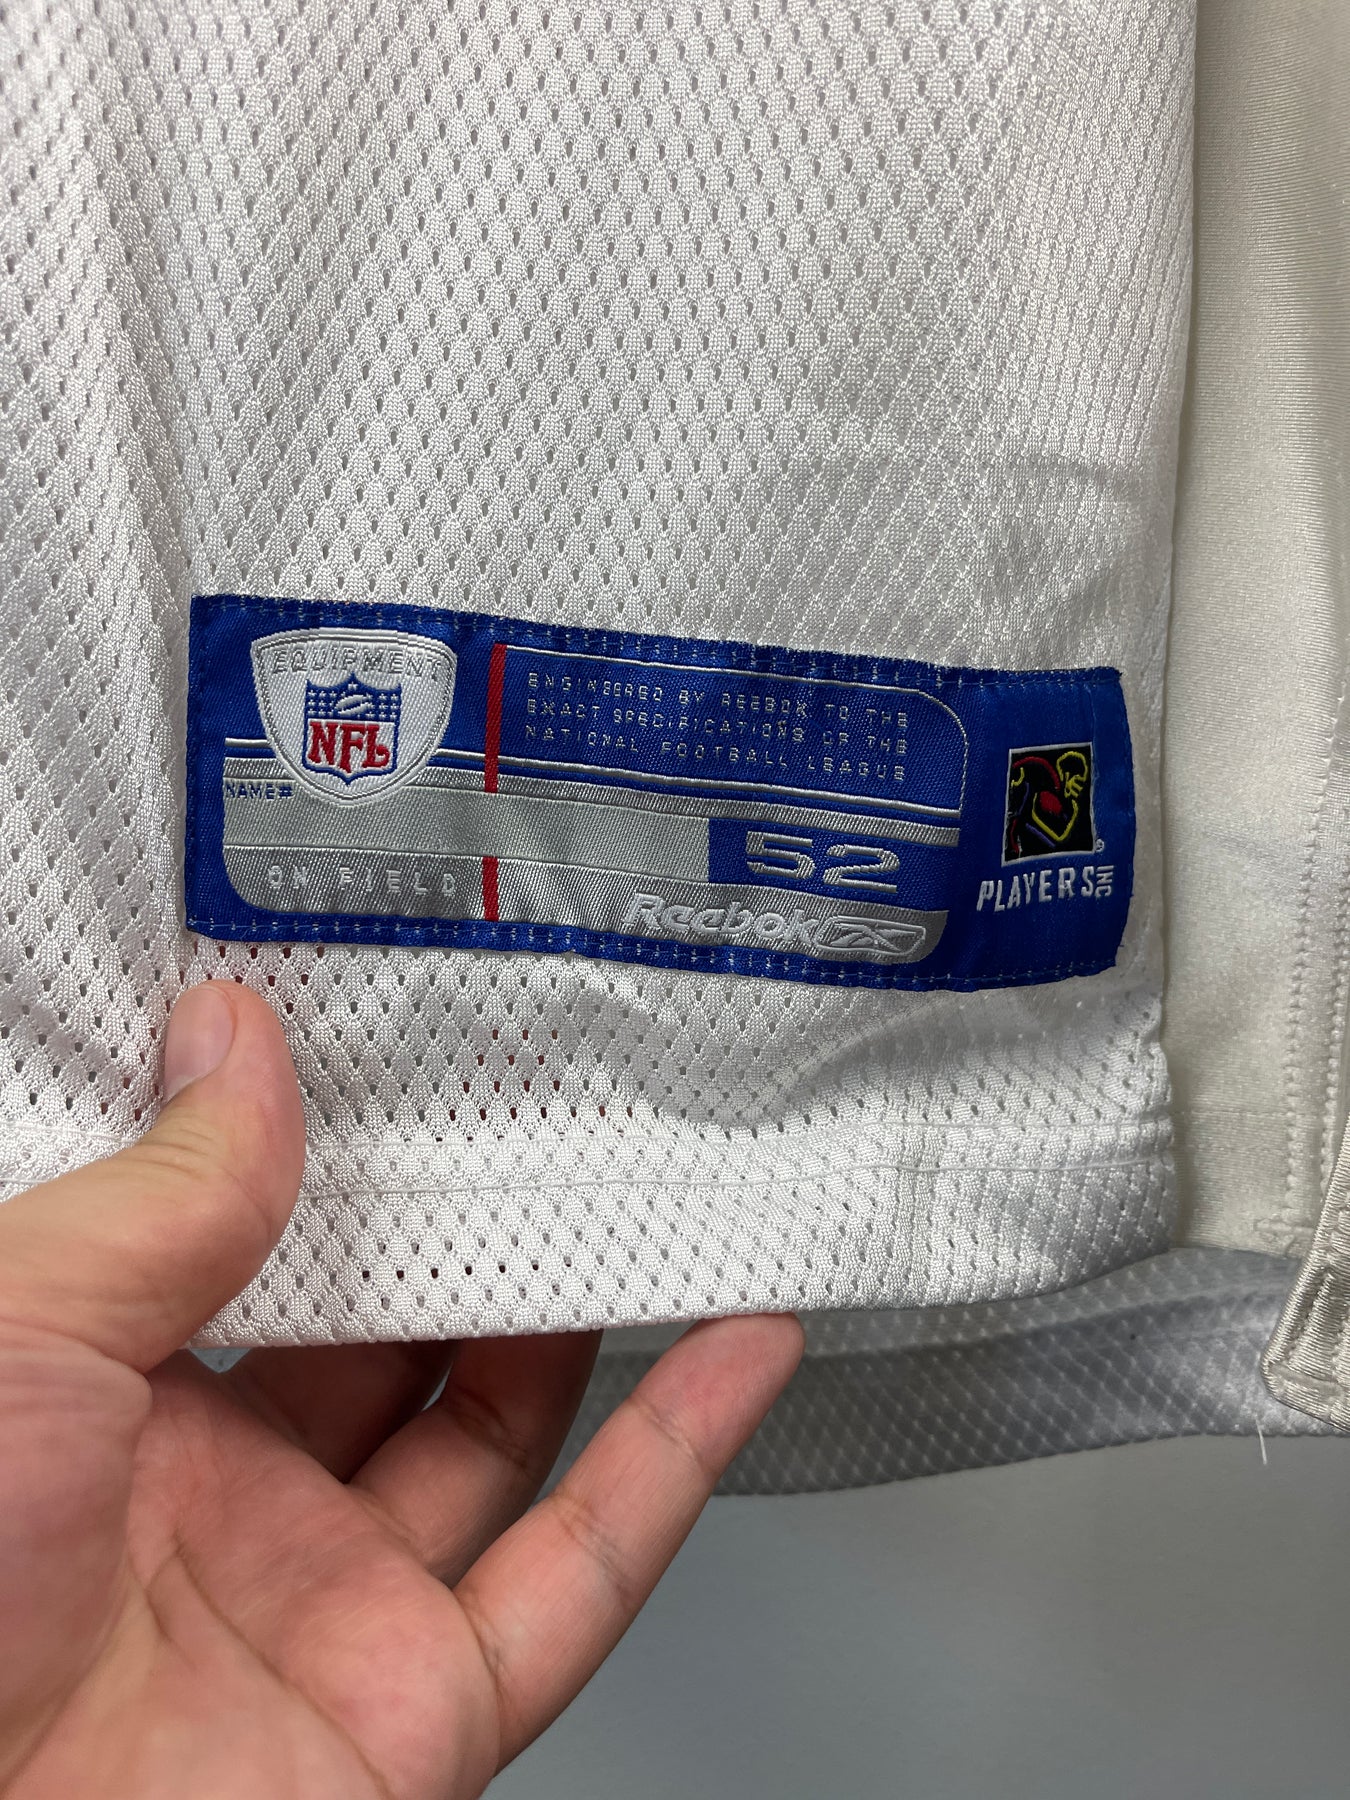 EQUIPMENT
NFL
ENGINEERED BY REEBOK TO THE
EXACT SPECIFICATIONS OF THE
NATIONAL FOOTBALL LEAGUE
NAME#
52
ON FIELD
Reebok
PLAYERS INC